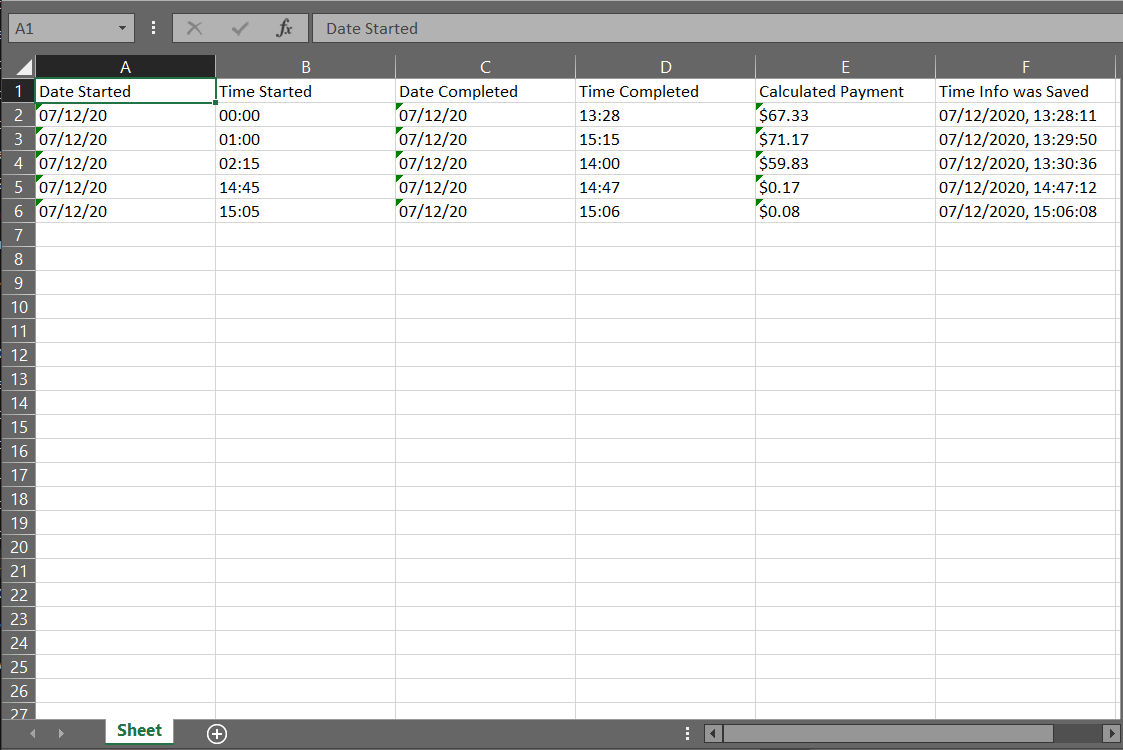 A1 fx Date Started
A B C D E F
1 Date Started Time Started Date Completed Time Completed Calculated Payment Time Info was Saved
2 07/12/20 00:00 07/12/20 13:28 $67.33 07/12/2020, 13:28:11
3 07/12/20 01:00 07/12/20 15:15 $71.17 07/12/2020, 13:29:50
4 07/12/20 02:15 07/12/20 14:00 $59.83 07/12/2020, 13:30:36
5 07/12/20 14:45 07/12/20 14:47 $0.17 07/12/2020, 14:47:12
6 07/12/20 15:05 07/12/20 15:06 $0.08 07/12/2020, 15:06:08
7
8
9
10
11
12
13
14
15
16
17
18
19
20
21
22
23
24
25
26
27
Sheet